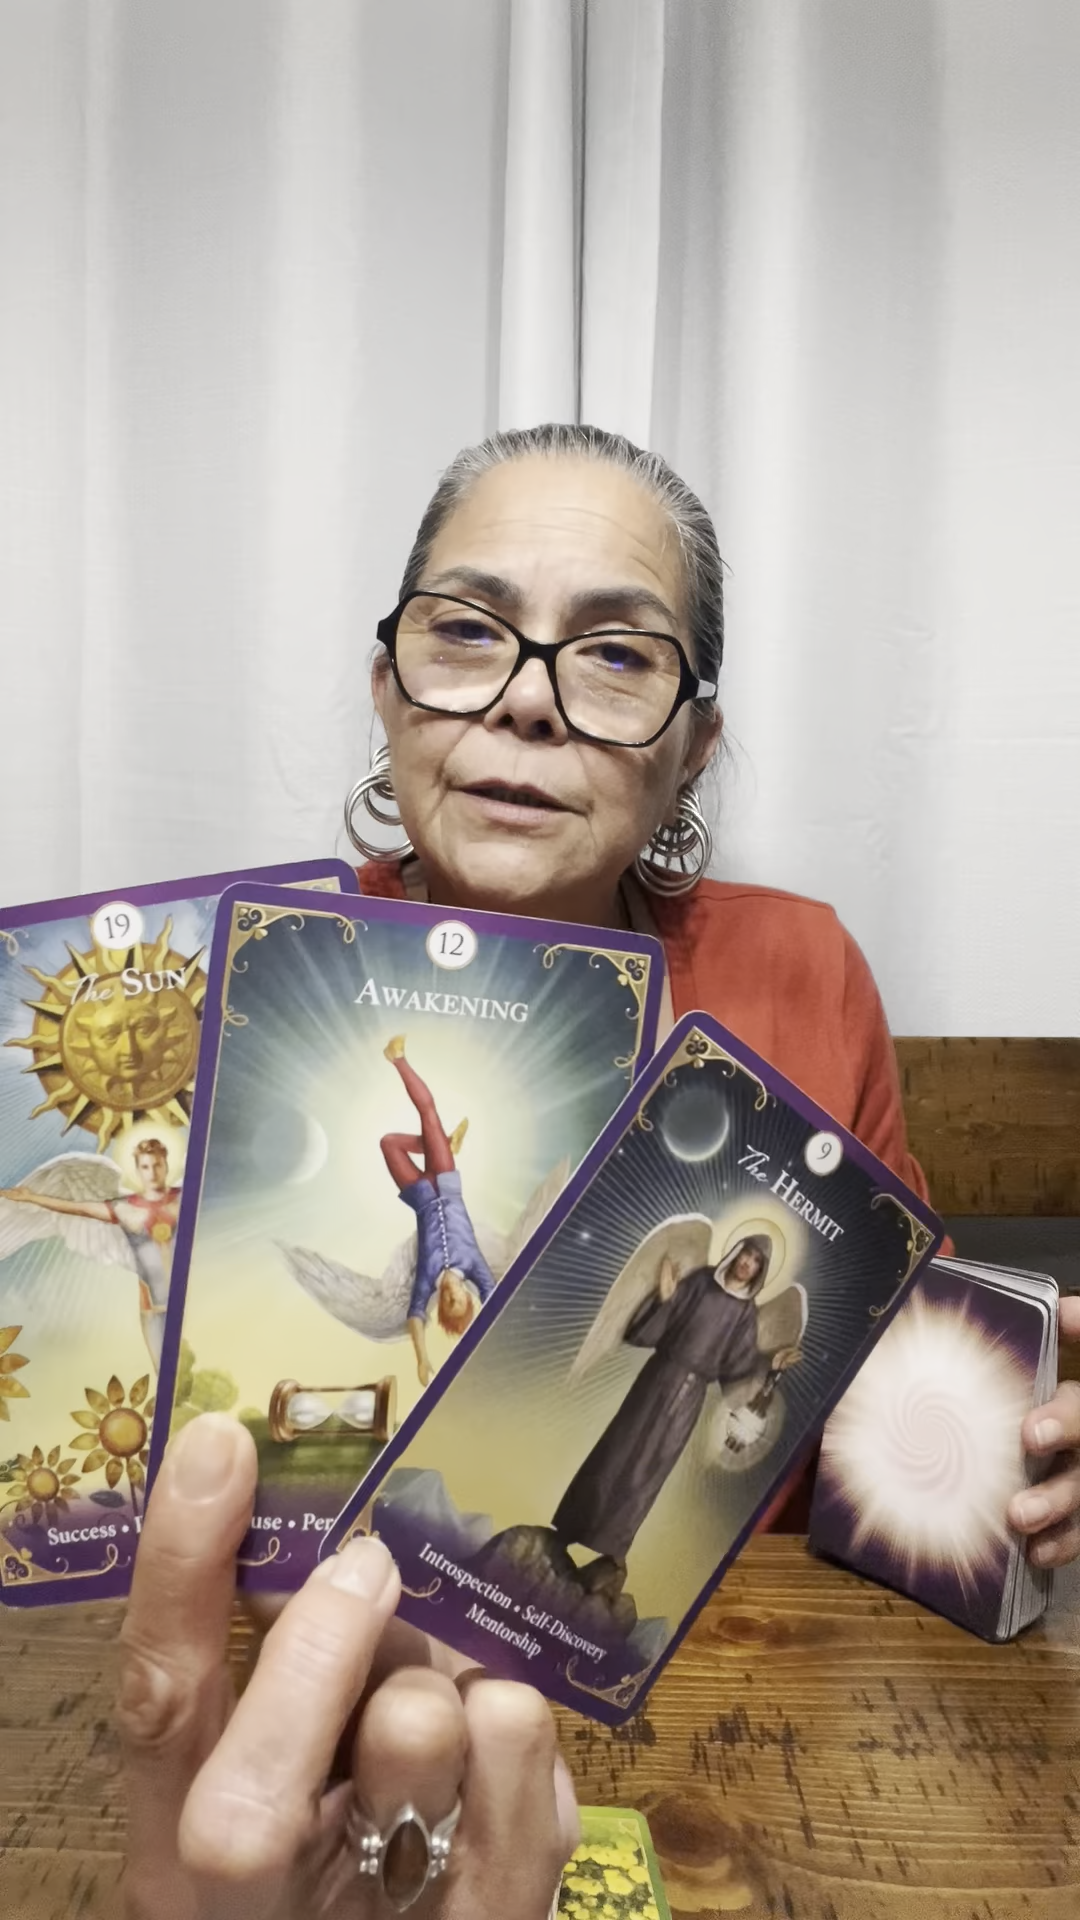 19
The SUN
Success •
12
AWAKENING
use • Per
9
The HERMIT
Introspection • Self-Discovery
Mentorship